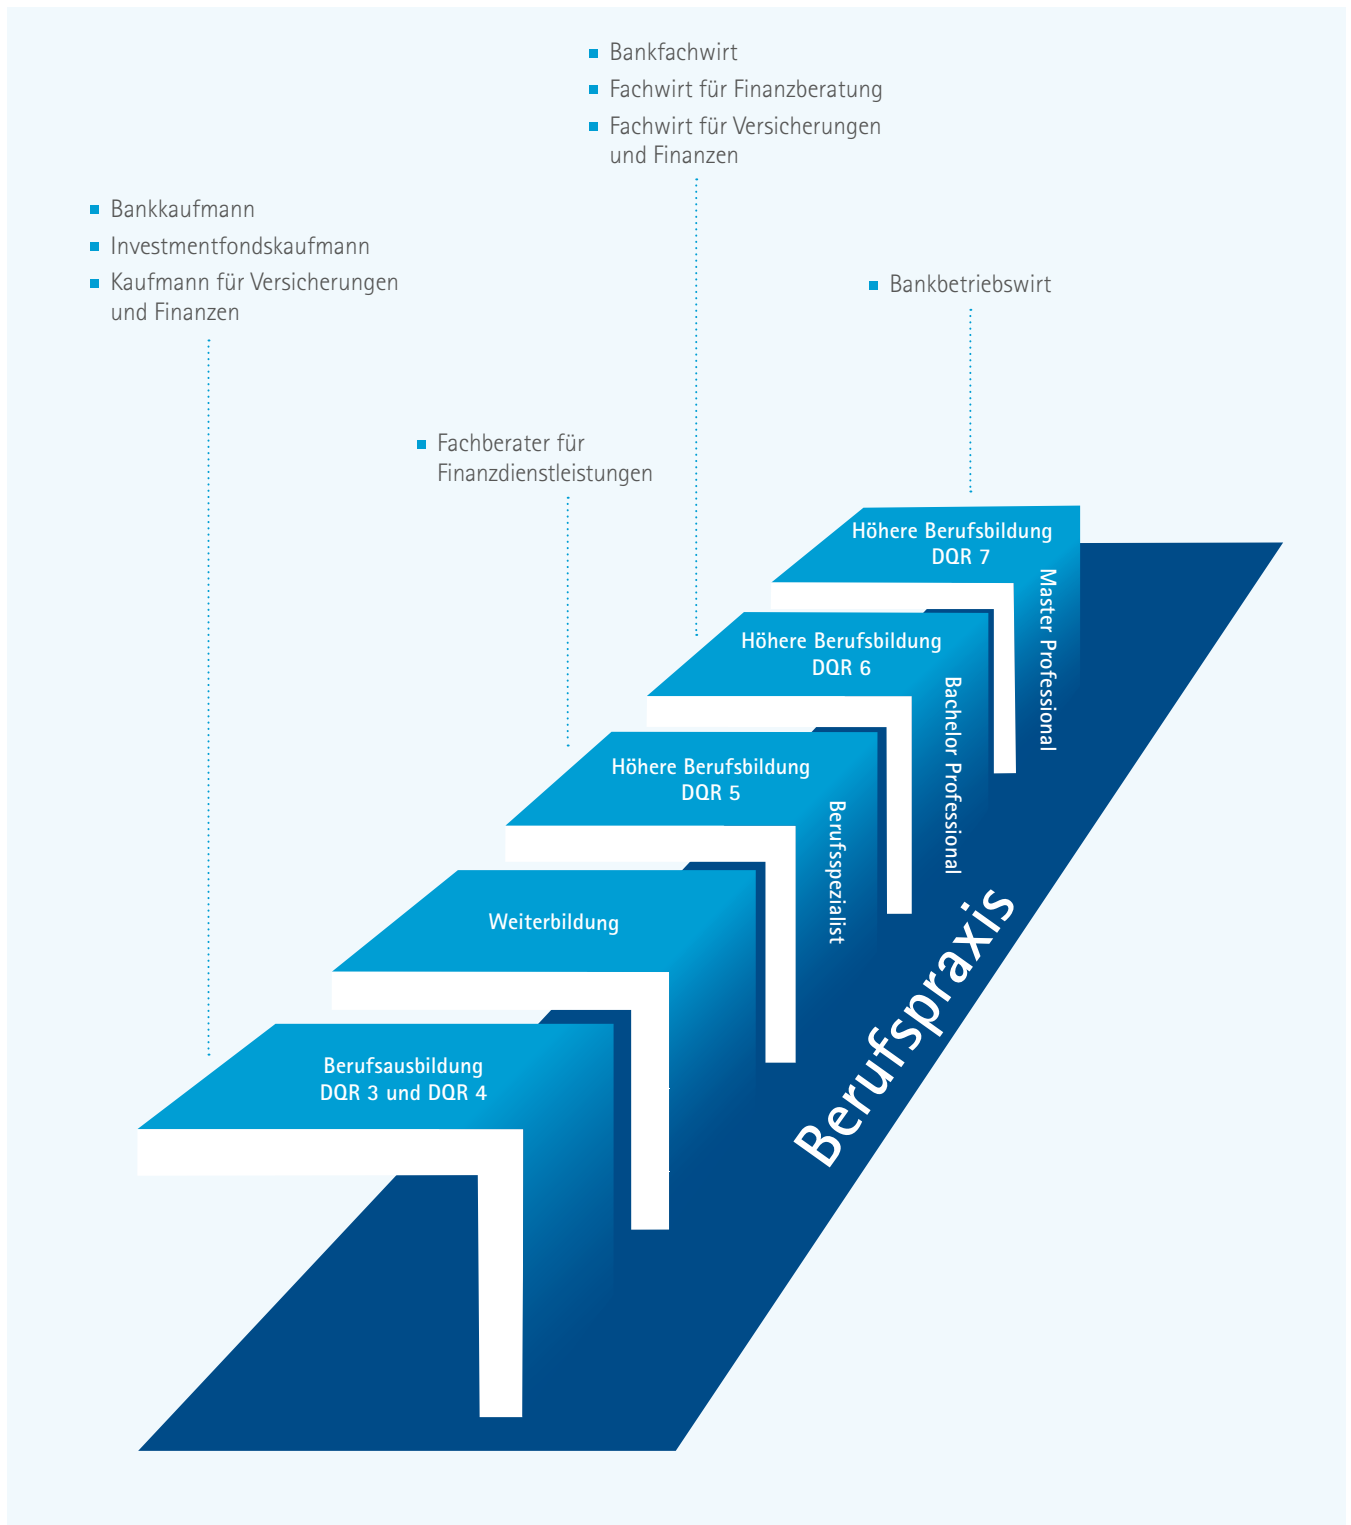 Bankfachwirt
Fachwirt für Finanzberatung
Fachwirt für Versicherungen
und Finanzen
Bankkaufmann
Investmentfondskaufmann
Kaufmann für Versicherungen
und Finanzen
Bankbetriebswirt
Fachberater für
Finanzdienstleistungen
Höhere Berufsbildung
DQR 7
Master Professional
Höhere Berufsbildung
DQR 6
Bachelor Professional
Höhere Berufsbildung
DQR 5
Berufsspezialist
Weiterbildung
Berufsausbildung
DQR 3 und DQR 4
Berufspraxis